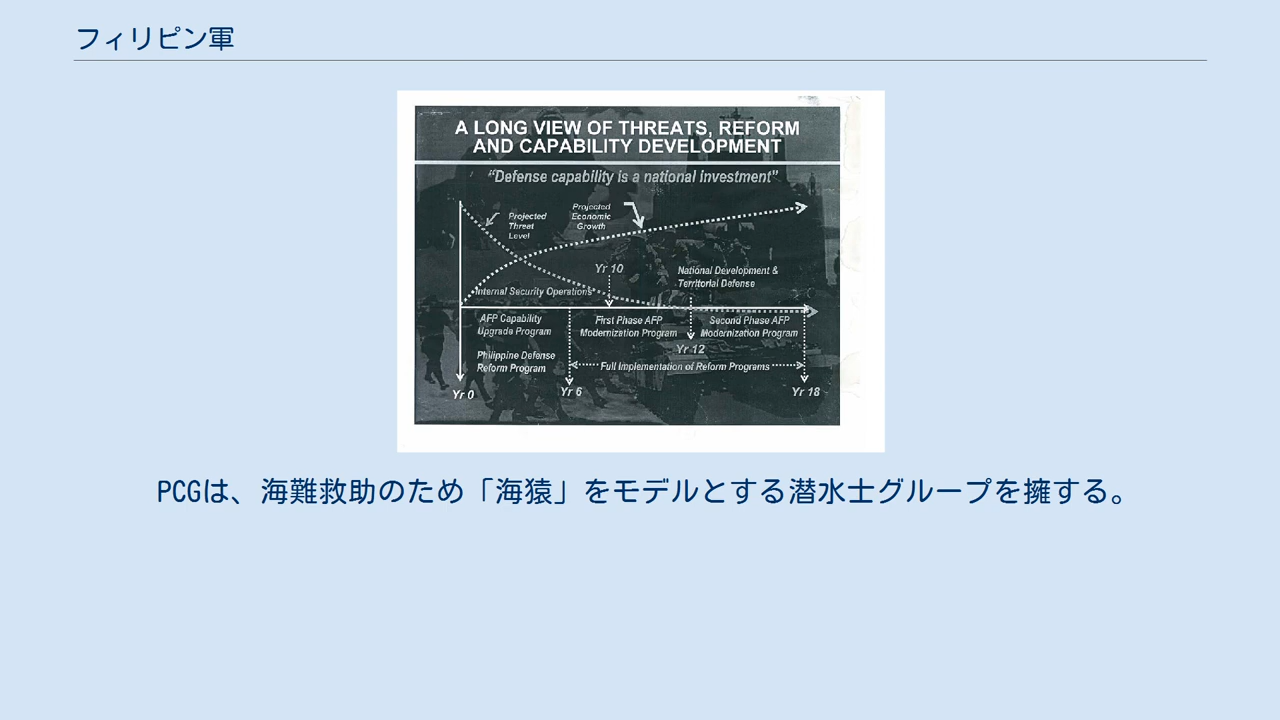 フィリピン軍
A LONG VIEW OF THREATS, REFORM
AND CAPABILITY DEVELOPMENT
“Defense capability is a national investment”
Projected
Threat
Level
Projected
Economic
Growth
Yr 10
National Development &
Territorial Defense
Internal Security Operations
AFP Capability
Upgrade Program
First Phase AFP
Modernization Program
Second Phase AFP
Modernization Program
Yr 12
Philippine Defense
Reform Program
Full Implementation of Reform Programs
Yr 0
Yr 6
Yr 18
PCGは、海難救助のため「海猿」をモデルとする潜水士グループを擁する。